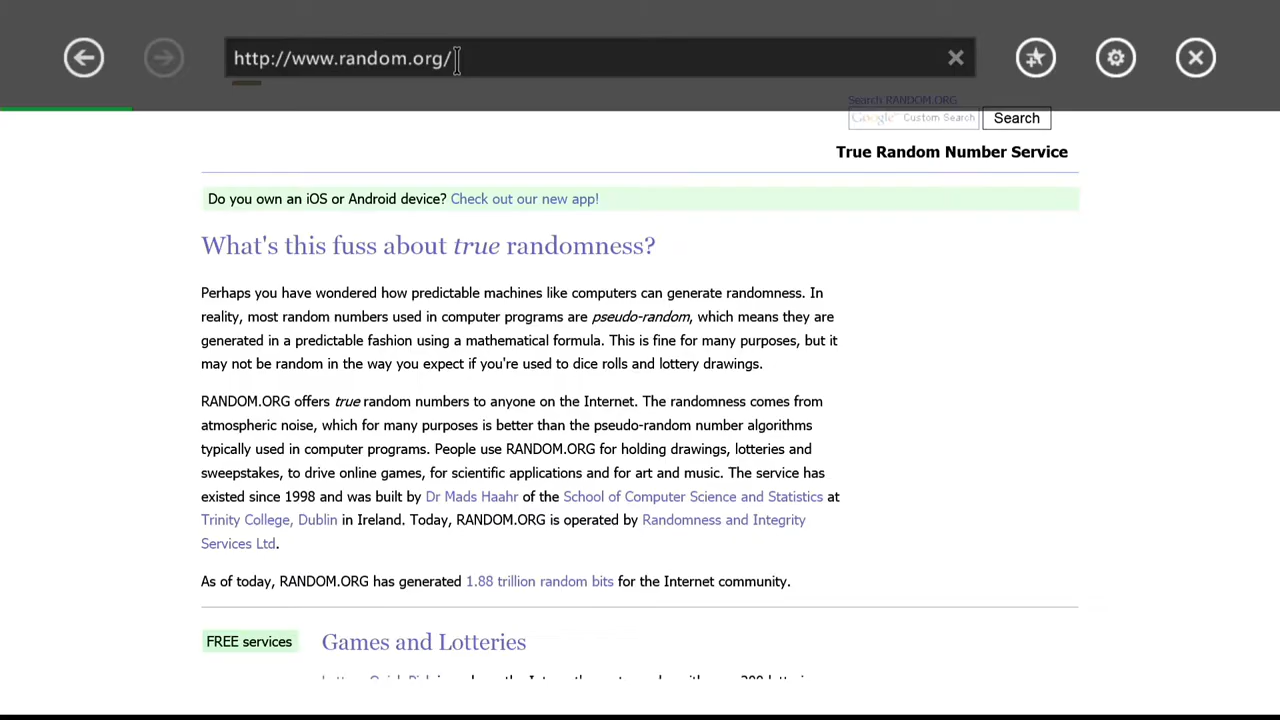 http://www.random.org/
Search RANDOM.ORG
Google Custom Search
Search
True Random Number Service
Do you own an iOS or Android device? Check out our new app!
What's this fuss about true randomness?
Perhaps you have wondered how predictable machines like computers can generate randomness. In
reality, most random numbers used in computer programs are pseudo-random, which means they are
generated in a predictable fashion using a mathematical formula. This is fine for many purposes, but it
may not be random in the way you expect if you're used to dice rolls and lottery drawings.
RANDOM.ORG offers true random numbers to anyone on the Internet. The randomness comes from
atmospheric noise, which for many purposes is better than the pseudo-random number algorithms
typically used in computer programs. People use RANDOM.ORG for holding drawings, lotteries and
sweepstakes, to drive online games, for scientific applications and for art and music. The service has
existed since 1998 and was built by Dr Mads Haahr of the School of Computer Science and Statistics at
Trinity College, Dublin in Ireland. Today, RANDOM.ORG is operated by Randomness and Integrity
Services Ltd.
As of today, RANDOM.ORG has generated 1.88 trillion random bits for the Internet community.
FREE services
Games and Lotteries